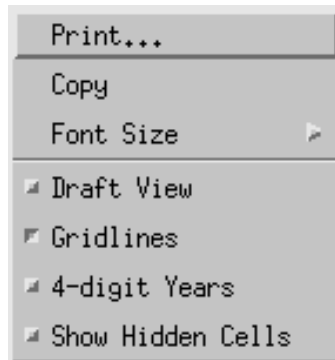 Print...
Copy
Font Size
Draft View
Gridlines
4-digit Years
Show Hidden Cells